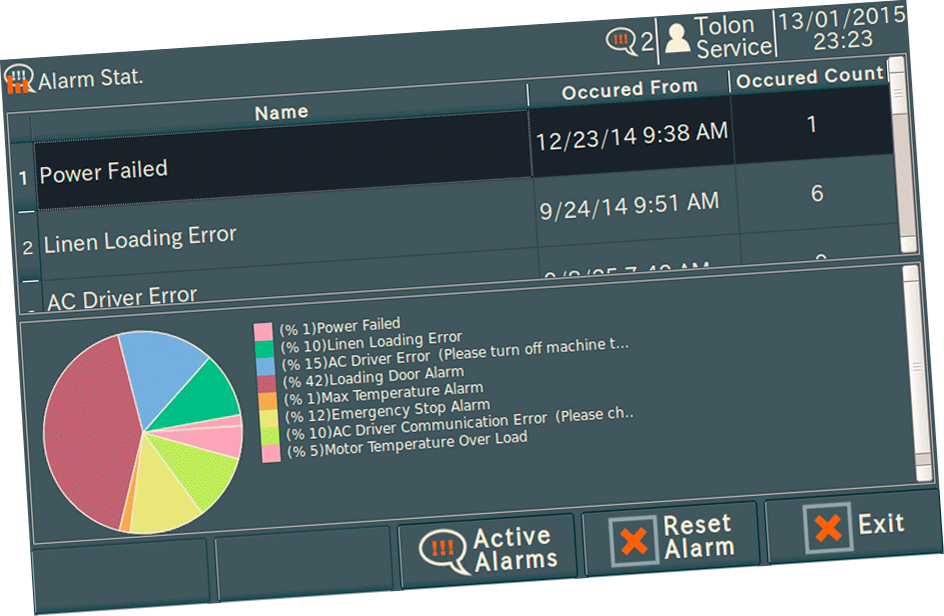 Alarm Stat.
!!! 2
Tolon
Service
13/01/2015
23:23
Name Occured From Occured Count
1 Power Failed 12/23/14 9:38 AM 1
2 Linen Loading Error 9/24/14 9:51 AM 6
AC Driver Error
(% 1)Power Failed
(% 10)Linen Loading Error
(% 15)AC Driver Error (Please turn off machine t...
(% 42)Loading Door Alarm
(% 1)Max Temperature Alarm
(% 12)Emergency Stop Alarm
(% 10)AC Driver Communication Error (Please ch..
(% 5)Motor Temperature Over Load
!!! Active
Alarms
Reset
Alarm
Exit